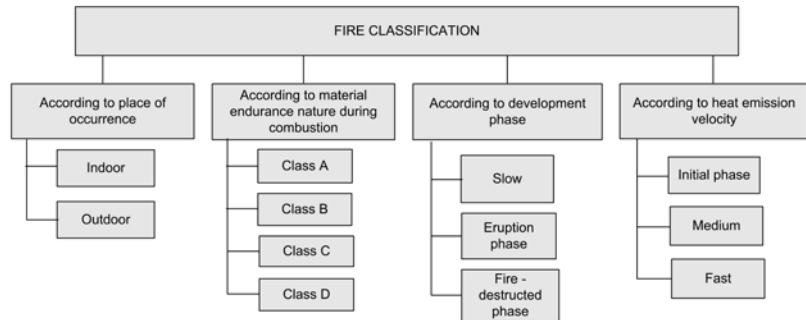 FIRE CLASSIFICATION
According to place of
occurrence
Indoor
Outdoor
According to material
endurance nature during
combustion
Class A
Class B
Class C
Class D
According to development
phase
Slow
Eruption
phase
Fire -
destructed
phase
According to heat emission
velocity
Initial phase
Medium
Fast